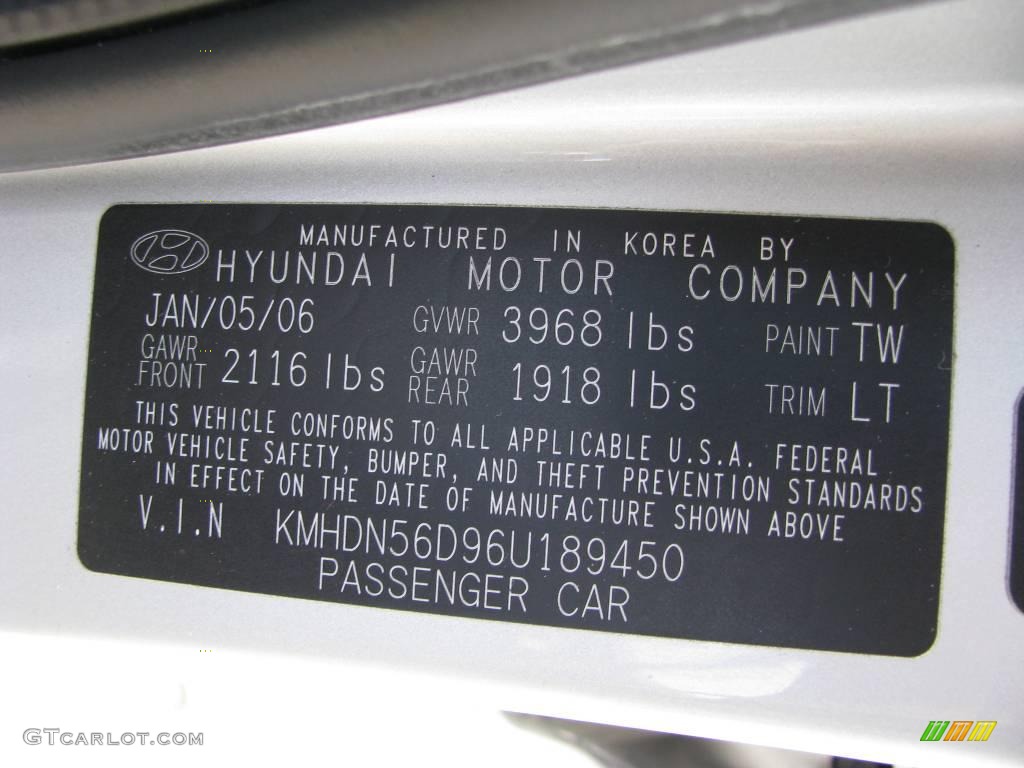 MANUFACTURED IN KOREA BY
HYUNDAI MOTOR COMPANY
JAN/05/06 GVWR 3968 lbs PAINT TW
GAWR FRONT 2116 lbs GAWR REAR 1918 lbs TRIM LT
THIS VEHICLE CONFORMS TO ALL APPLICABLE U.S.A. FEDERAL
MOTOR VEHICLE SAFETY, BUMPER, AND THEFT PREVENTION STANDARDS
IN EFFECT ON THE DATE OF MANUFACTURE SHOWN ABOVE
V.I.N KMHDN56D96U189450
PASSENGER CAR
GTCARLOT.COM